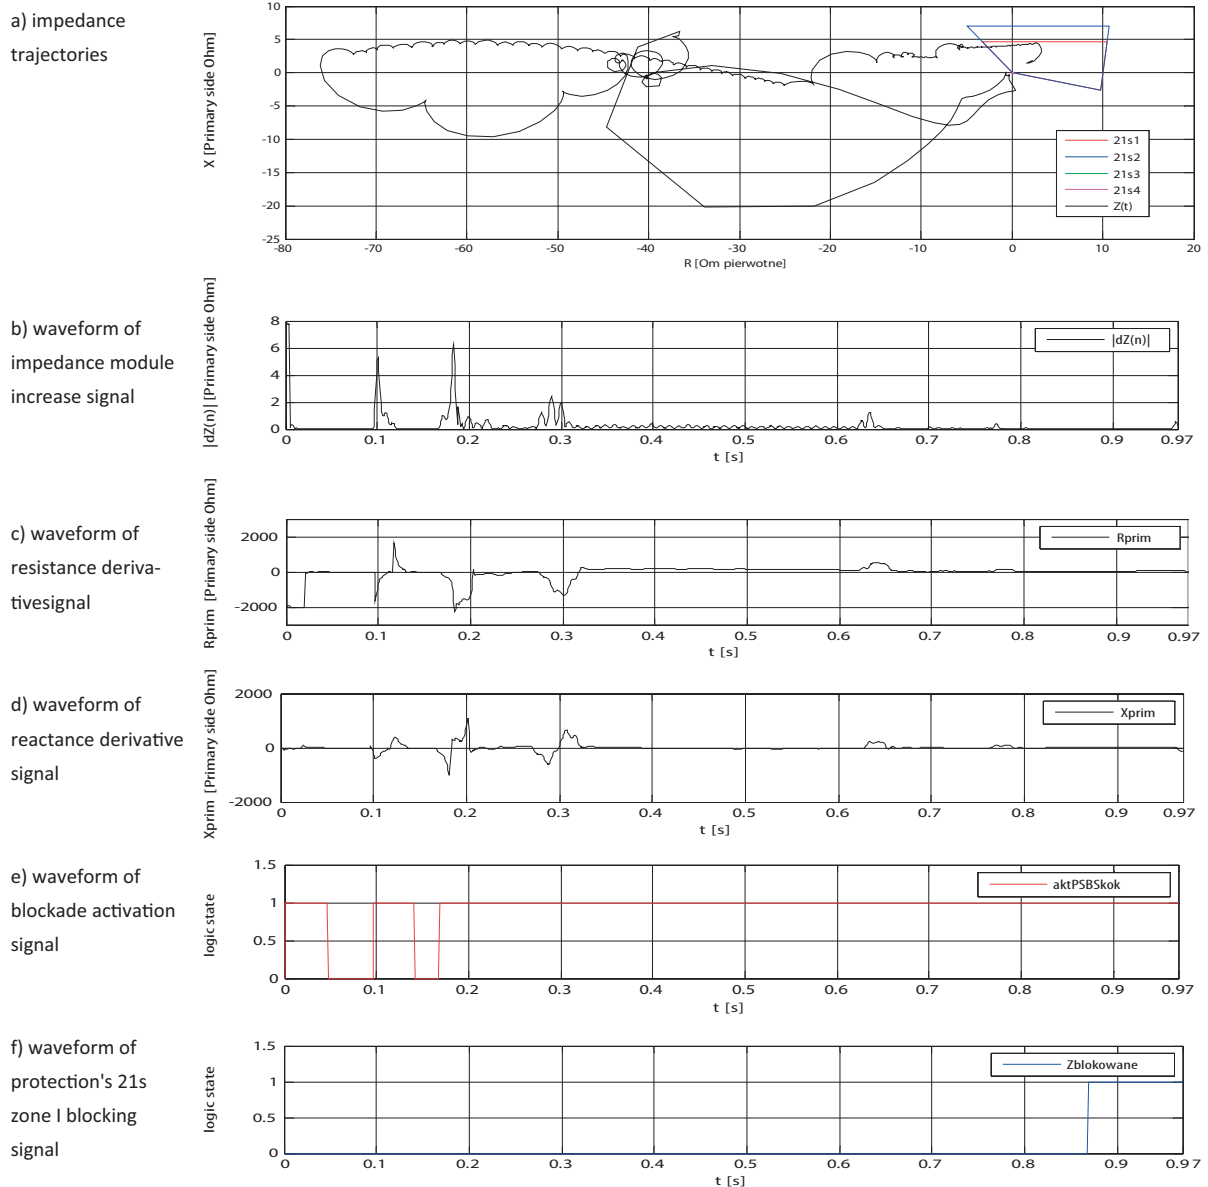 a) impedance
trajectories
X [Primary side Ohm]
10
5
0
-5
-10
-15
-20
-25
-80
-70
-60
-50
-40
-30
-20
-10
0
10
20
R [Om pierwotne]
21s1
21s2
21s3
21s4
Z(t)
b) waveform of
impedance module
increase signal
|dZ(n)| [Primary side Ohm]
8
6
4
2
0
0
0.1
0.2
0.3
0.4
0.5
0.6
0.7
0.8
0.9
0.97
t [s]
|dZ(n)|
c) waveform of
resistance deriva-
tivesignal
Rprim [Primary side Ohm]
2000
0
-2000
0
0.1
0.2
0.3
0.4
0.5
0.6
0.7
0.8
0.9
0.97
t [s]
Rprim
d) waveform of
reactance derivative
signal
Xprim [Primary side Ohm]
2000
0
-2000
0
0.1
0.2
0.3
0.4
0.5
0.6
0.7
0.8
0.9
0.97
t [s]
Xprim
e) waveform of
blockade activation
signal
logic state
1.5
1
0.5
0
0
0.1
0.2
0.3
0.4
0.5
0.6
0.7
0.8
0.9
0.97
t [s]
aktPSBSkok
f) waveform of
protection's 21s
zone I blocking
signal
logic state
1.5
1
0.5
0
0
0.1
0.2
0.3
0.4
0.5
0.6
0.7
0.8
0.9
0.97
t [s]
Zblokowane